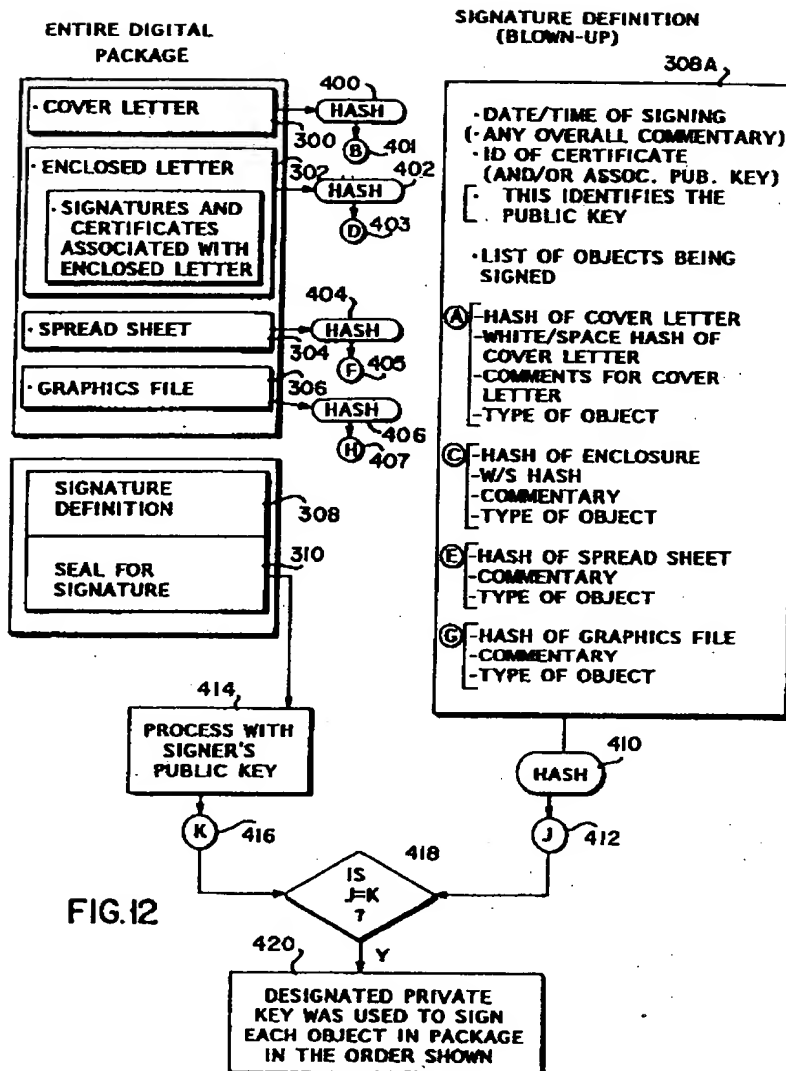 ENTIRE DIGITAL
PACKAGE
· COVER LETTER
300
400
HASH
B
401
· ENCLOSED LETTER
302
402
HASH
D
403
· SIGNATURES AND
CERTIFICATES
ASSOCIATED WITH
ENCLOSED LETTER
· SPREAD SHEET
304
404
HASH
F
405
· GRAPHICS FILE
306
HASH
406
H
407
SIGNATURE
DEFINITION
308
SEAL FOR
SIGNATURE
310
414
PROCESS WITH
SIGNER'S
PUBLIC KEY
K
416
SIGNATURE DEFINITION
(BLOWN-UP)
308A
· DATE/TIME OF SIGNING
(· ANY OVERALL COMMENTARY)
· ID OF CERTIFICATE
(AND/OR ASSOC. PUB. KEY)
· THIS IDENTIFIES THE
PUBLIC KEY
· LIST OF OBJECTS BEING
SIGNED
A -HASH OF COVER LETTER
-WHITE/SPACE HASH OF
COVER LETTER
-COMMENTS FOR COVER
LETTER
-TYPE OF OBJECT
C -HASH OF ENCLOSURE
-W/S HASH
-COMMENTARY
-TYPE OF OBJECT
E -HASH OF SPREAD SHEET
-COMMENTARY
-TYPE OF OBJECT
G -HASH OF GRAPHICS FILE
-COMMENTARY
-TYPE OF OBJECT
410
HASH
J
412
418
IS
J=K
?
Y
FIG.12
420
DESIGNATED PRIVATE
KEY WAS USED TO SIGN
EACH OBJECT IN PACKAGE
IN THE ORDER SHOWN